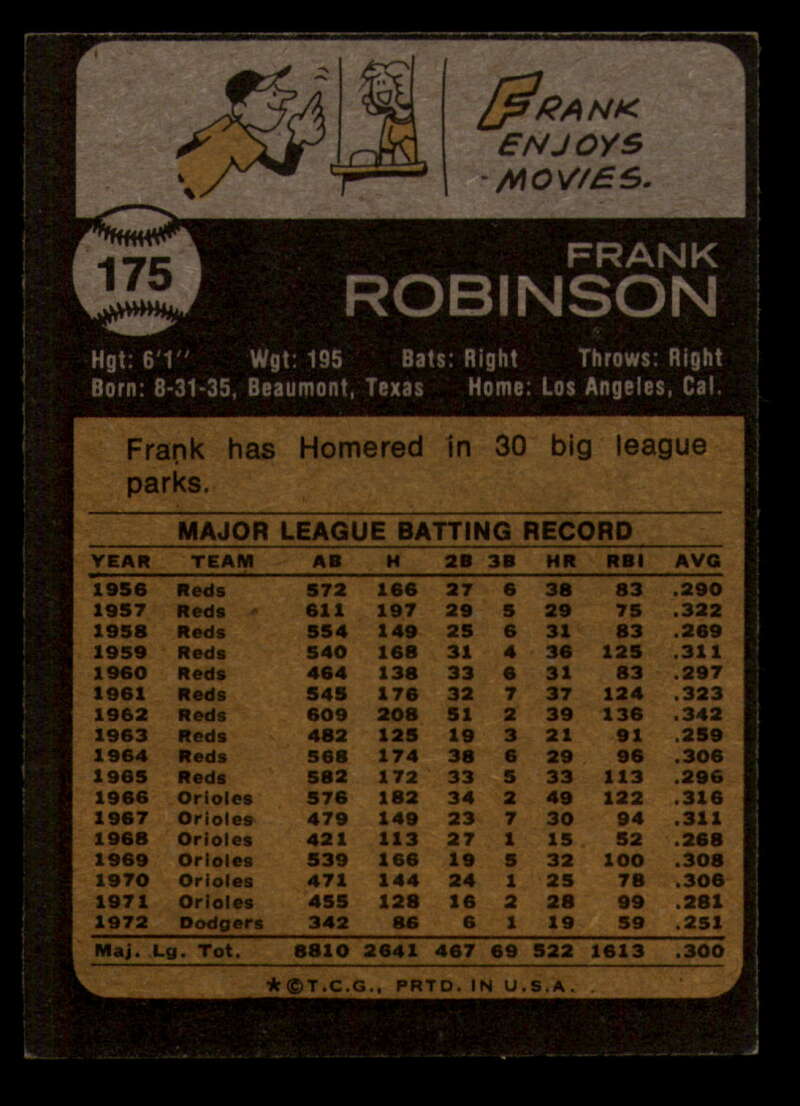 FRANK
ENJOYS
MOVIES.
175
FRANK
ROBINSON
Hgt: 6'1" Wgt: 195 Bats: Right Throws: Right
Born: 8-31-35, Beaumont, Texas Home: Los Angeles, Cal.
Frank has Homered in 30 big league
parks.
MAJOR LEAGUE BATTING RECORD
YEAR TEAM AB H 2B 3B HR RBI AVG
1956 Reds 572 166 27 6 38 83 .290
1957 Reds 611 197 29 5 29 75 .322
1958 Reds 554 149 25 6 31 83 .269
1959 Reds 540 168 31 4 36 125 .311
1960 Reds 464 138 33 6 31 83 .297
1961 Reds 545 176 32 7 37 124 .323
1962 Reds 609 208 51 2 39 136 .342
1963 Reds 482 125 19 3 21 91 .259
1964 Reds 568 174 38 6 29 96 .306
1965 Reds 582 172 33 5 33 113 .296
1966 Orioles 576 182 34 2 49 122 .316
1967 Orioles 479 149 23 7 30 94 .311
1968 Orioles 421 113 27 1 15 52 .268
1969 Orioles 539 166 19 5 32 100 .308
1970 Orioles 471 144 24 1 25 78 .306
1971 Orioles 455 128 16 2 28 99 .281
1972 Dodgers 342 86 6 1 19 59 .251
Maj. Lg. Tot. 8810 2641 467 69 522 1613 .300
*©T.C.G., PRTD. IN U.S.A.